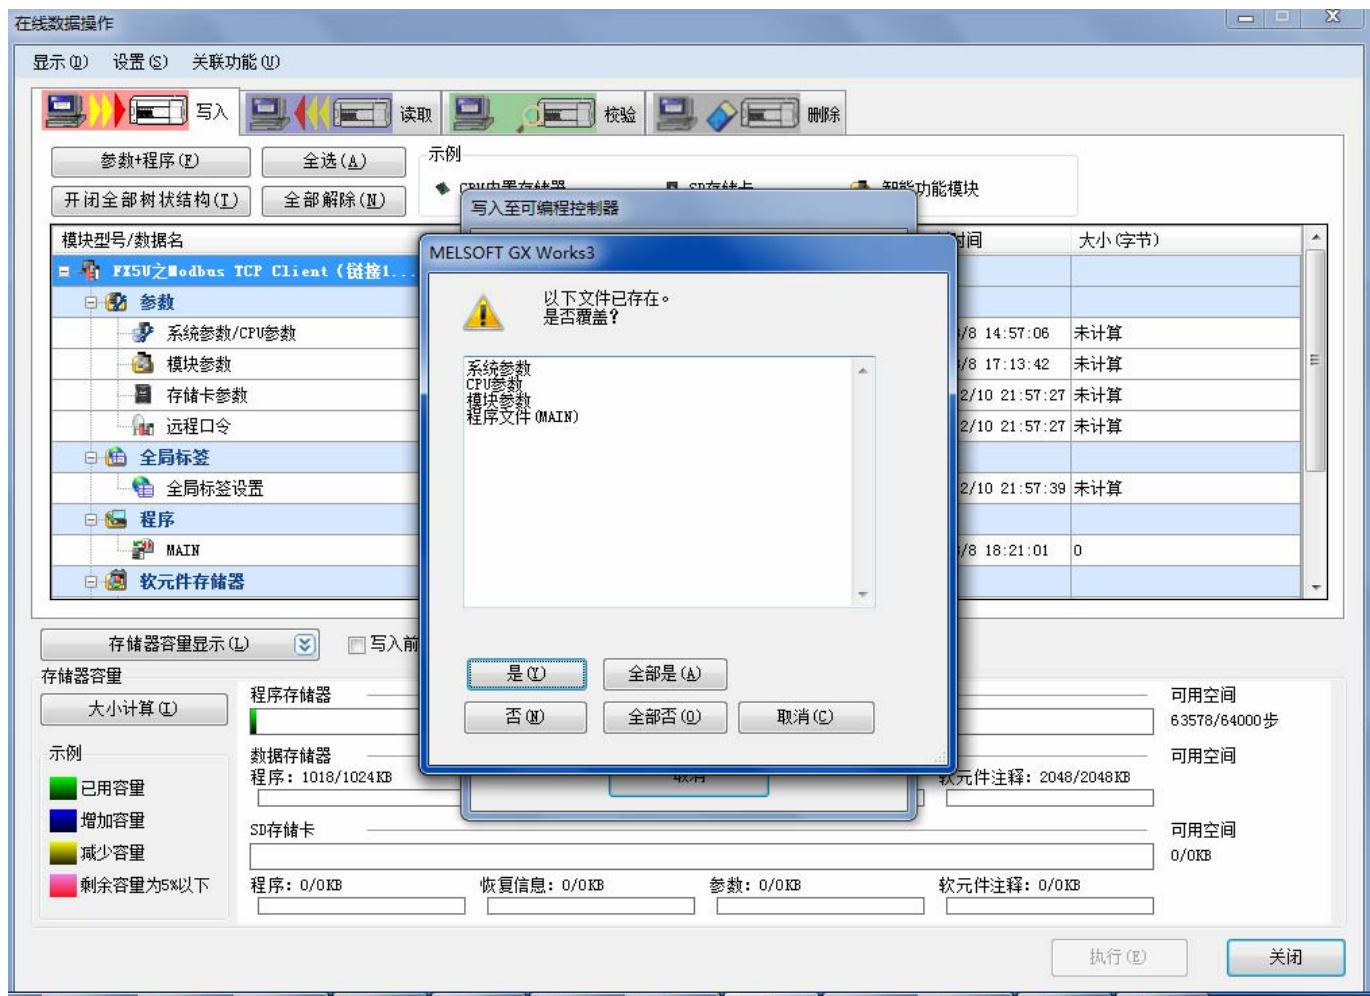 在线数据操作
显示(D) 设置(S) 关联功能(U)
写入 读取 校验 删除
参数+程序(F) 全选(A) 示例
开闭全部树状结构(T) 全部解除(N)
SD存储卡 智能功能模块
写入至可编程控制器
模块型号/数据名 时间 大小(字节)
MELSOFT GX Works3
FX5U之Modbus TCP Client (链接1...
以下文件已存在。
是否覆盖?
参数
系统参数/CPU参数 /8 14:57:06 未计算
模块参数 /8 17:13:42 未计算
存储卡参数 2/10 21:57:27 未计算
远程口令 2/10 21:57:27 未计算
全局标签
全局标签设置 2/10 21:57:39 未计算
程序
MAIN /8 18:21:01 0
软元件存储器
系统参数
CPU参数
模块参数
程序文件(MAIN)
存储器容量显示(L) 写入前
是(Y) 全部是(A)
否(N) 全部否(O) 取消(C)
存储器容量
大小计算(I)
程序存储器 可用空间
63578/64000步
示例
已用容量
增加容量
减少容量
剩余容量为5%以下
数据存储器 可用空间
程序: 1018/1024KB 软元件注释: 2048/2048KB
取消
SD存储卡 可用空间
0/0KB
程序: 0/0KB 恢复信息: 0/0KB 参数: 0/0KB 软元件注释: 0/0KB
执行(E) 关闭